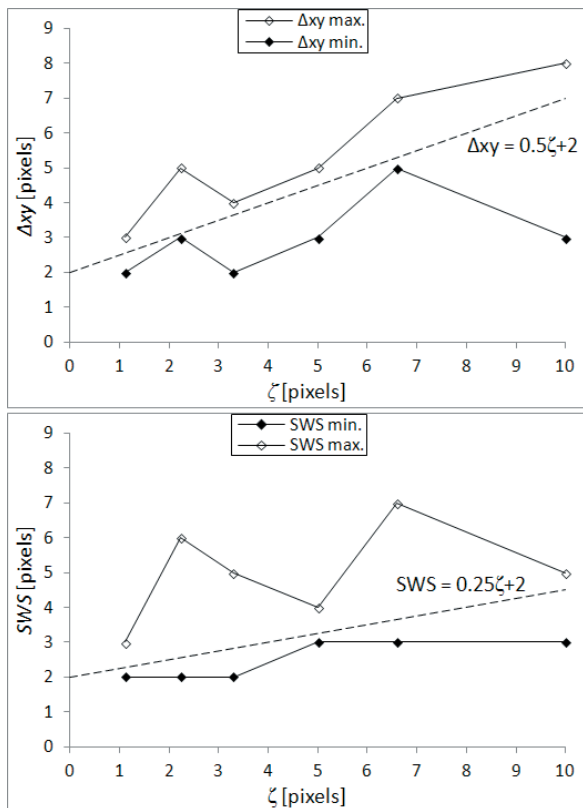 Δxy max.
Δxy min.
9
8
7
6
5
4
3
2
1
0
Δxy [pixels]
Δxy = 0.5ζ+2
0 1 2 3 4 5 6 7 8 9 10
ζ [pixels]
SWS min.
SWS max.
9
8
7
6
5
4
3
2
1
0
SWS [pixels]
SWS = 0.25ζ+2
0 1 2 3 4 5 6 7 8 9 10
ζ [pixels]